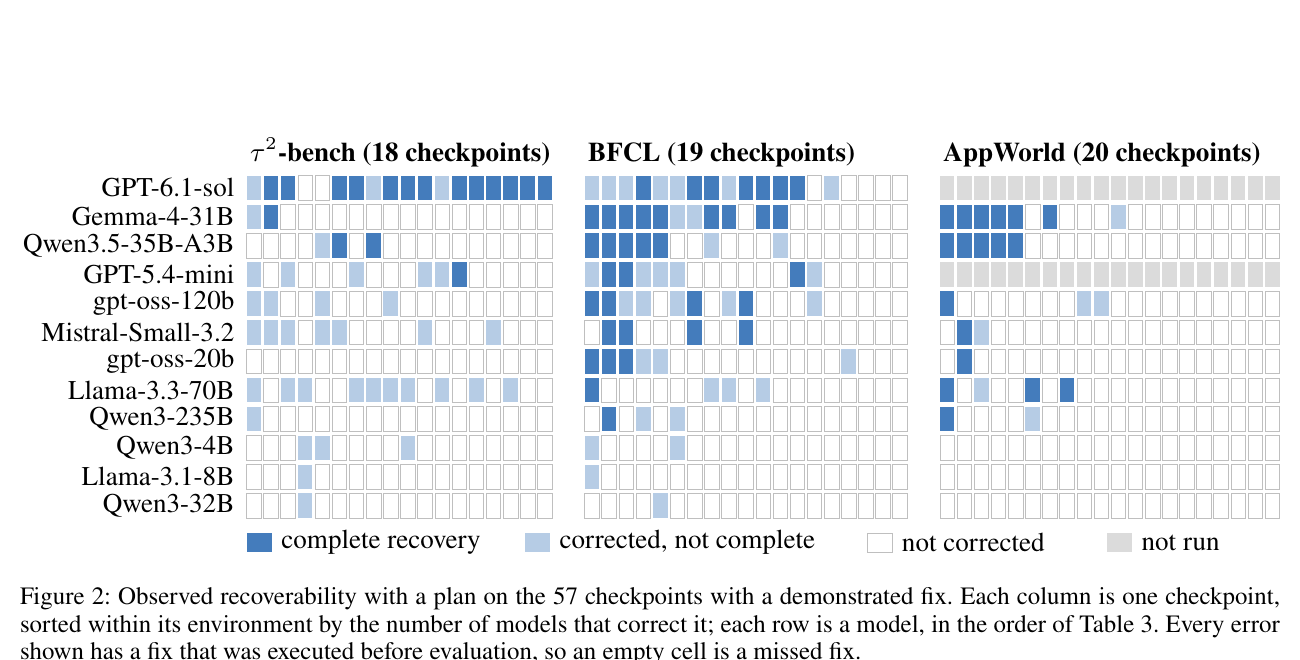 τ²-bench (18 checkpoints) BFCL (19 checkpoints) AppWorld (20 checkpoints)
GPT-6.1-sol
Gemma-4-31B
Qwen3.5-35B-A3B
GPT-5.4-mini
gpt-oss-120b
Mistral-Small-3.2
gpt-oss-20b
Llama-3.3-70B
Qwen3-235B
Qwen3-4B
Llama-3.1-8B
Qwen3-32B
complete recovery corrected, not complete not corrected not run
Figure 2: Observed recoverability with a plan on the 57 checkpoints with a demonstrated fix. Each column is one checkpoint,
sorted within its environment by the number of models that correct it; each row is a model, in the order of Table 3. Every error
shown has a fix that was executed before evaluation, so an empty cell is a missed fix.